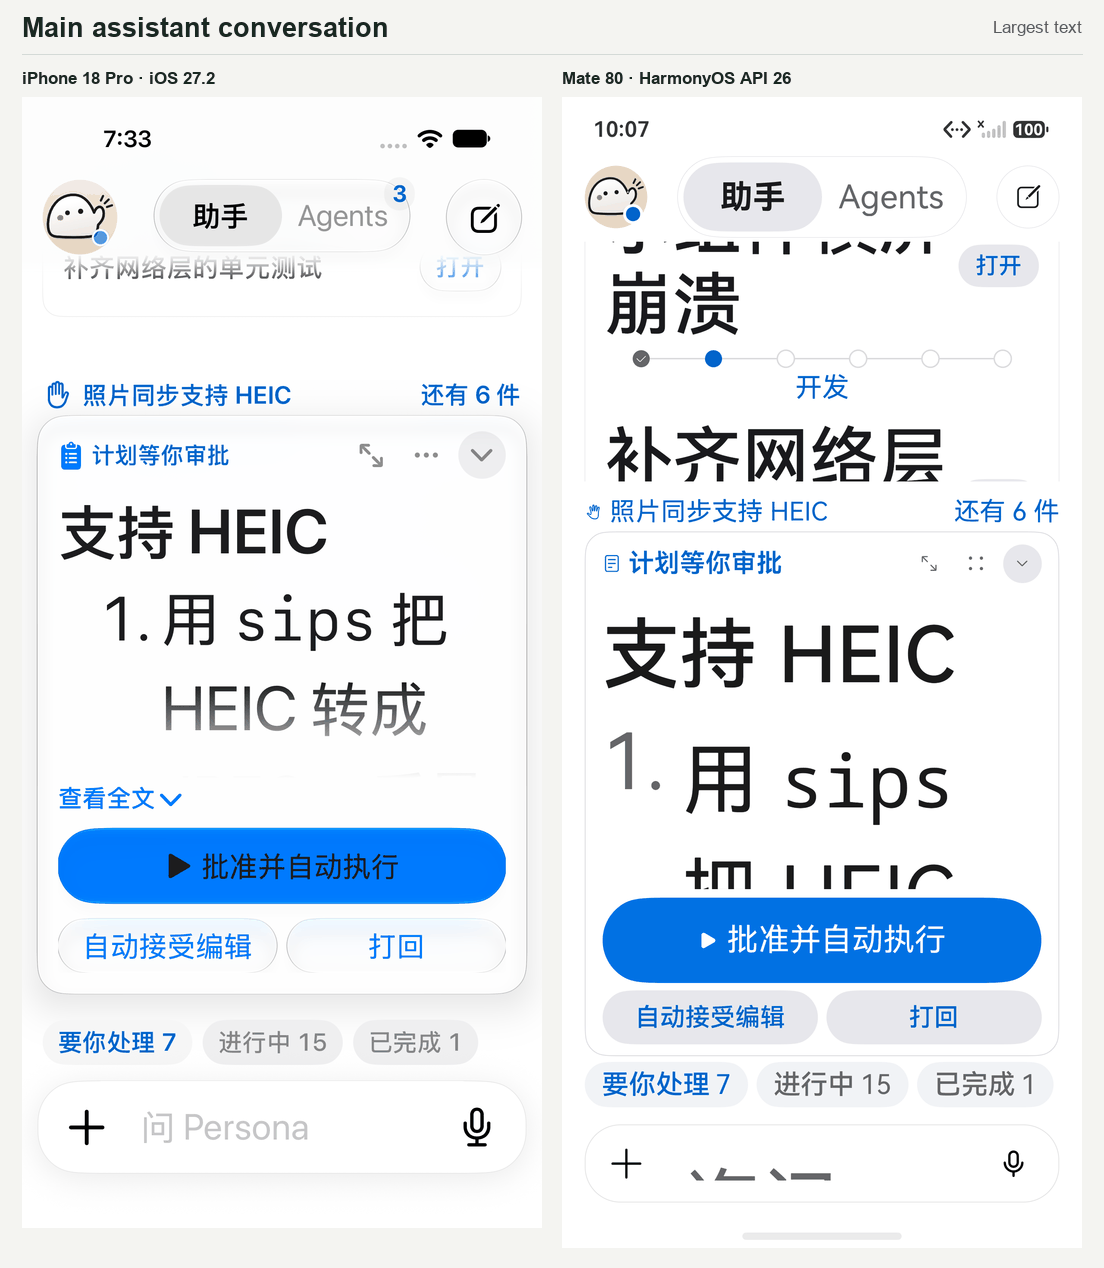 Main assistant conversation
Largest text
iPhone 18 Pro · iOS 27.2
7:33
助手
Agents
3
补齐网络层的单元测试
打开
照片同步支持 HEIC
还有 6 件
计划等你审批
支持 HEIC
1. 用 sips 把
HEIC 转成
查看全文
批准并自动执行
自动接受编辑
打回
要你处理 7
进行中 15
已完成 1
问 Persona
Mate 80 · HarmonyOS API 26
10:07
100
助手
Agents
崩溃
打开
开发
补齐网络层
照片同步支持 HEIC
还有 6 件
计划等你审批
支持 HEIC
1. 用 sips
把 HEIC
批准并自动执行
自动接受编辑
打回
要你处理 7
进行中 15
已完成 1